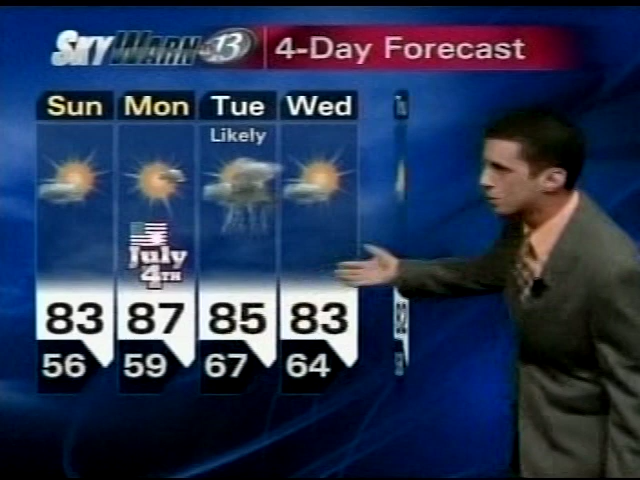 SKYWARN 13 4-Day Forecast
Sun Mon Tue Wed
Likely
July
4TH
83 87 85 83
56 59 67 64